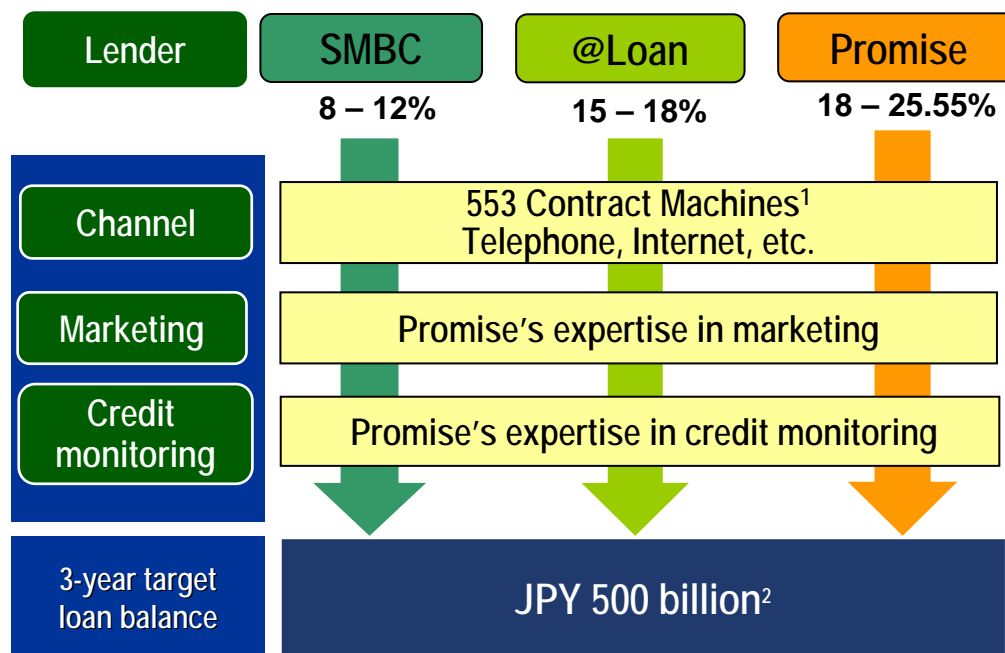 Lender
SMBC
@Loan
Promise
8 – 12%
15 – 18%
18 – 25.55%
Channel
553 Contract Machines¹
Telephone, Internet, etc.
Marketing
Promise’s expertise in marketing
Credit
monitoring
Promise’s expertise in credit monitoring
3-year target
loan balance
JPY 500 billion²